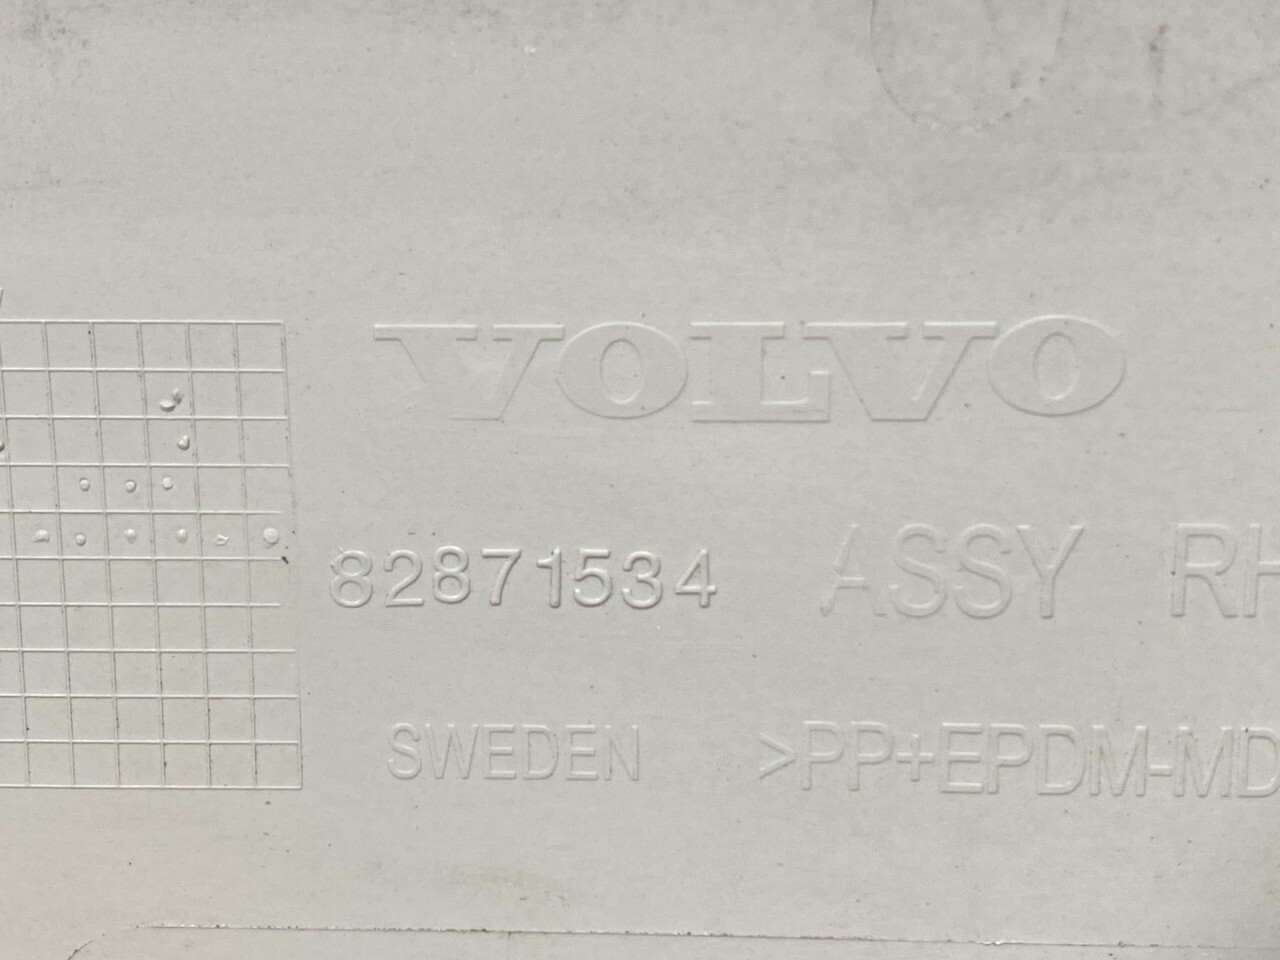 VOLVO
82871534 ASSY RH
SWEDEN >PP+EPDM-MD